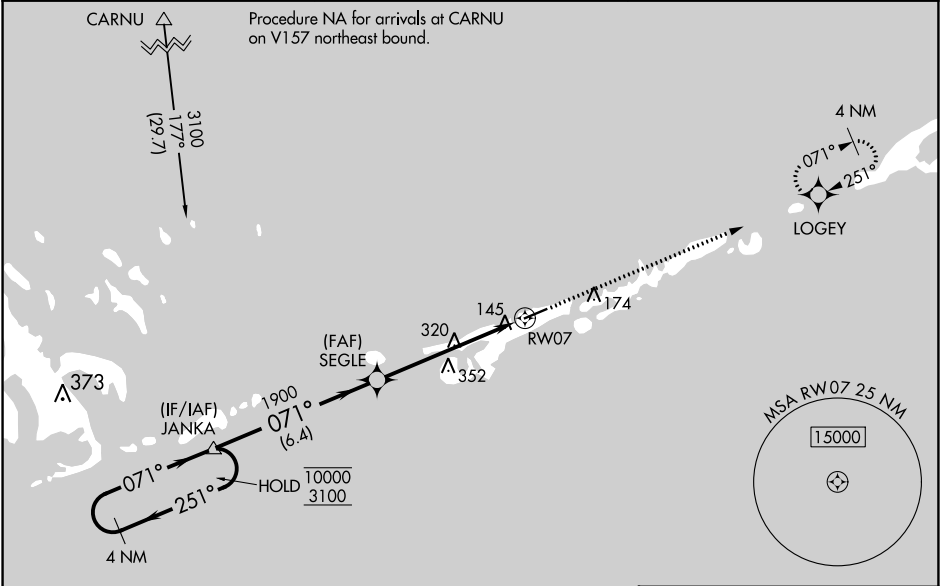 CARNU
Procedure NA for arrivals at CARNU
on V157 northeast bound.
3100
177°
(29.7)
4 NM
071°
251°
LOGEY
145
174
320
RW07
(FAF)
SEGLE
352
373
1900
071°
(6.4)
(IF/IAF)
JANKA
MSA RW07 25 NM
15000
071°
251°
HOLD
10000
3100
4 NM